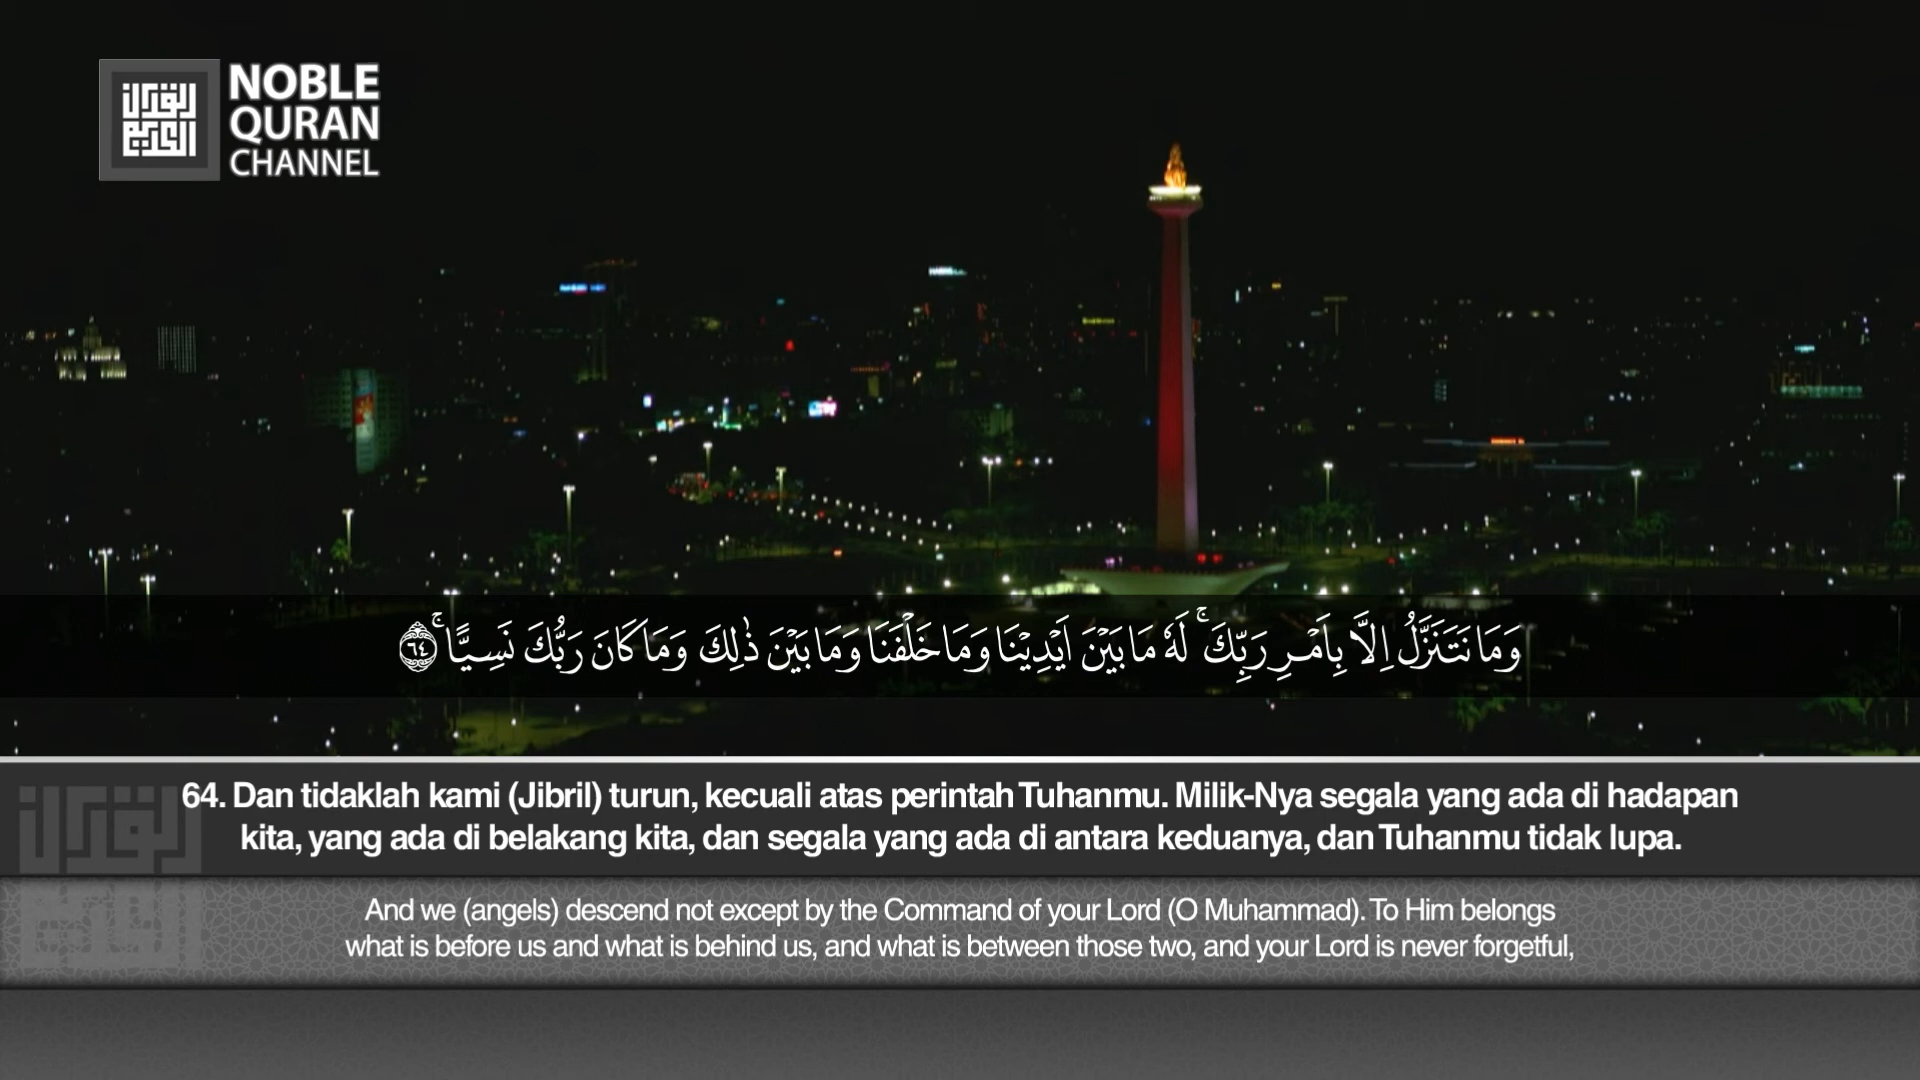 القرآن
الكريم
NOBLE
QURAN
CHANNEL
وَمَا نَتَنَزَّلُ اِلَّا بِاَمْرِ رَبِّكَ ۚ لَهٗ مَا بَيْنَ اَيْدِيْنَا وَمَا خَلْفَنَا وَمَا بَيْنَ ذٰلِكَ وَمَا كَانَ رَبُّكَ نَسِيًّا ۚ ٦٤
64. Dan tidaklah kami (Jibril) turun, kecuali atas perintah Tuhanmu. Milik-Nya segala yang ada di hadapan
kita, yang ada di belakang kita, dan segala yang ada di antara keduanya, dan Tuhanmu tidak lupa.
And we (angels) descend not except by the Command of your Lord (O Muhammad). To Him belongs
what is before us and what is behind us, and what is between those two, and your Lord is never forgetful,